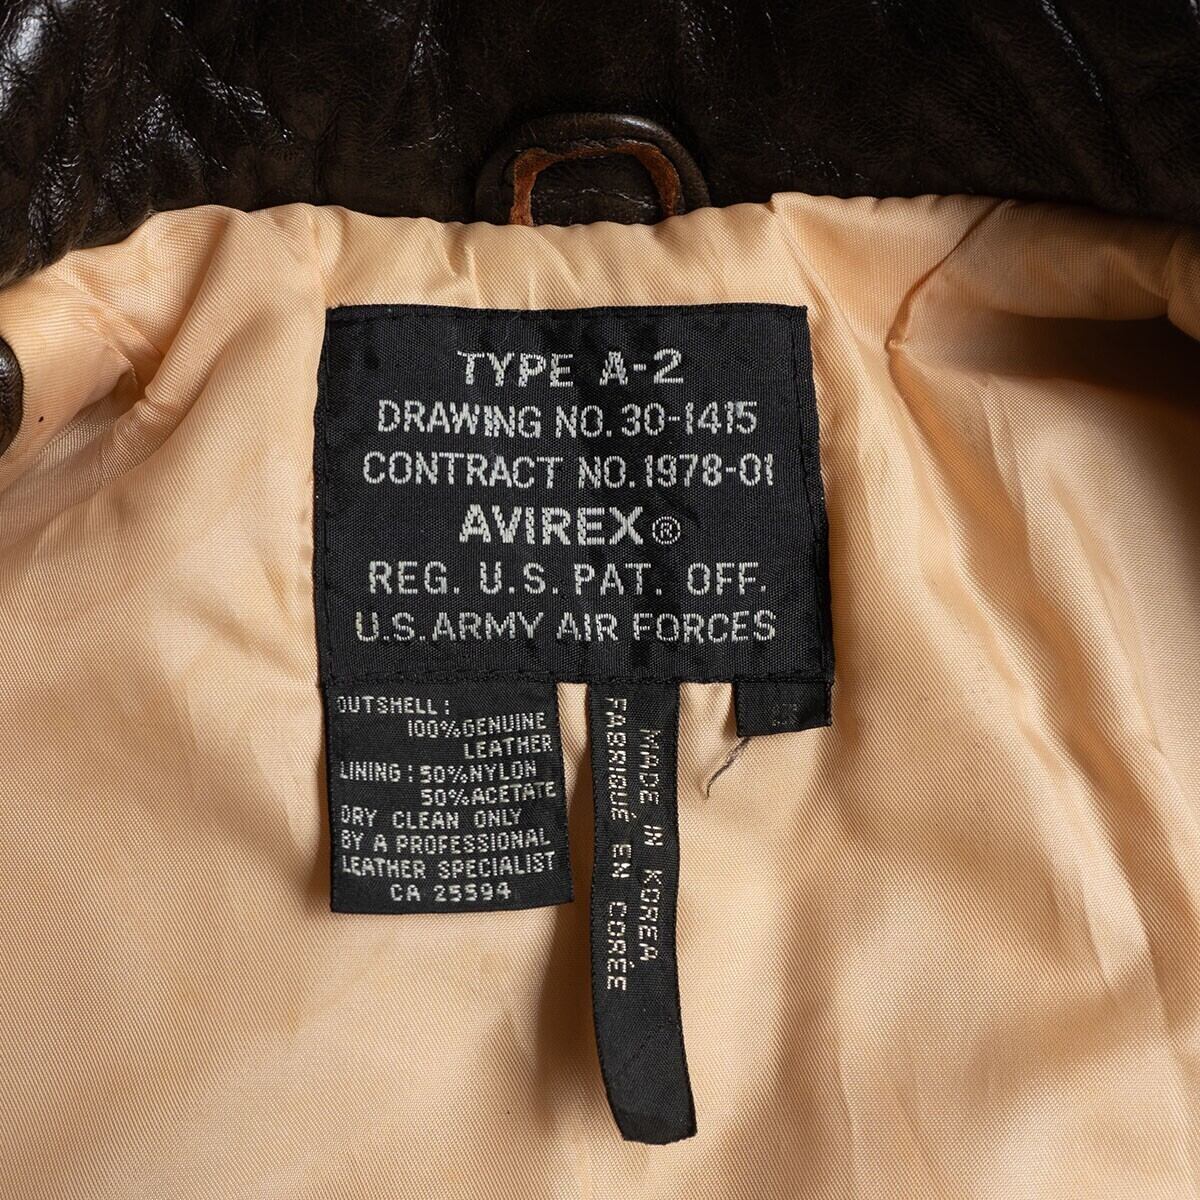 TYPE A-2
DRAWING NO. 30-1415
CONTRACT NO. 1978-01
AVIREX®
REG. U.S. PAT. OFF.
U.S. ARMY AIR FORCES
OUTSHELL:
100% GENUINE
LEATHER
LINING: 50% NYLON
50% ACETATE
DRY CLEAN ONLY
BY A PROFESSIONAL
LEATHER SPECIALIST
CA 25594
MADE IN KOREA
FABRIQUÉ EN CORÉE